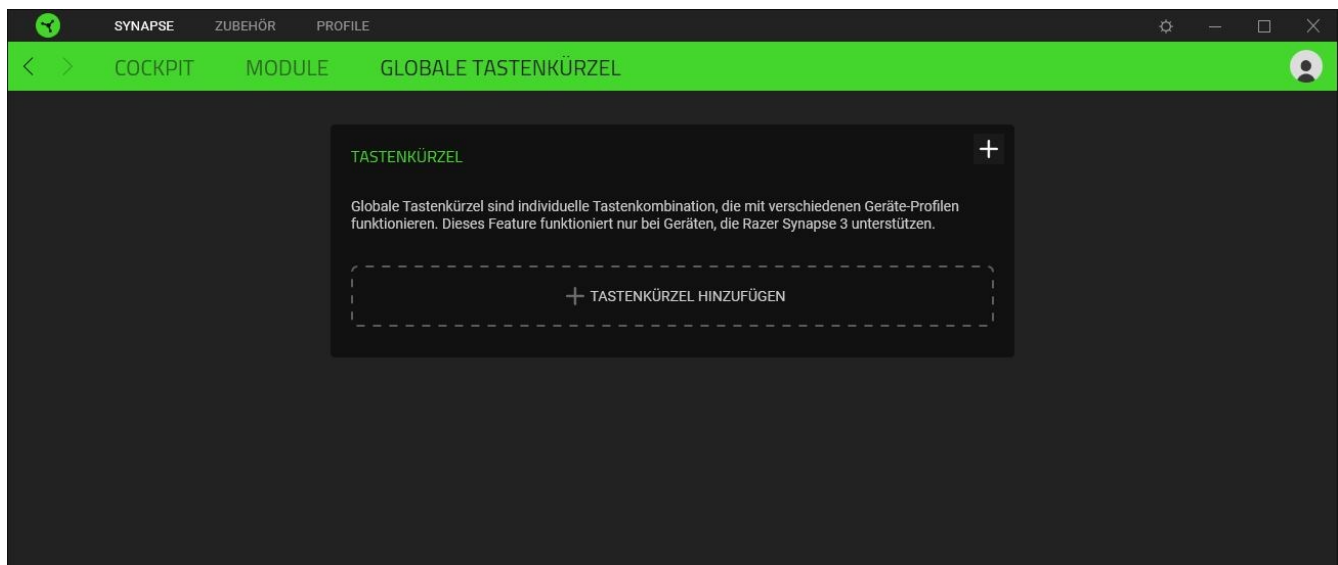 SYNAPSE ZUBEHÖR PROFILE
COCKPIT MODULE GLOBALE TASTENKÜRZEL
TASTENKÜRZEL
Globale Tastenkürzel sind individuelle Tastenkombination, die mit verschiedenen Geräte-Profilen
funktionieren. Dieses Feature funktioniert nur bei Geräten, die Razer Synapse 3 unterstützen.
TASTENKÜRZEL HINZUFÜGEN